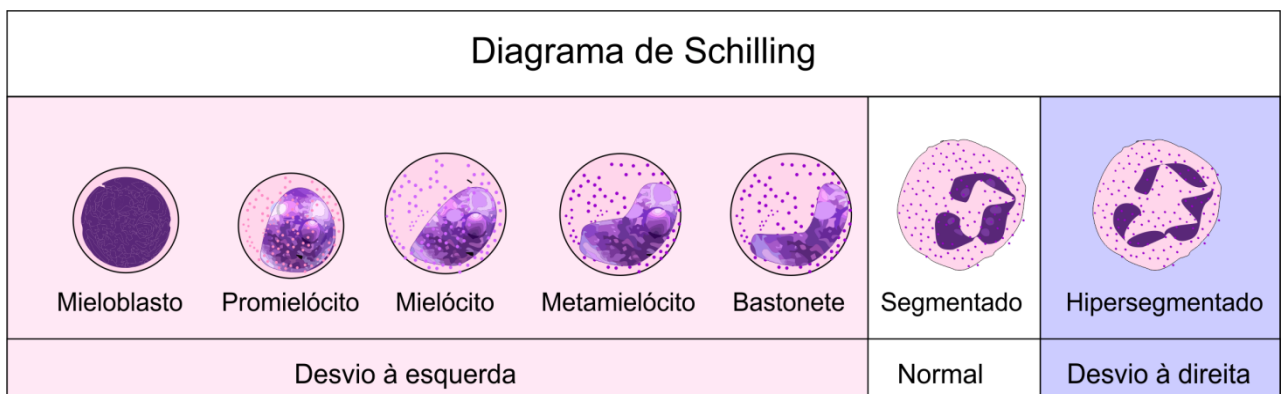 Diagrama de Schilling
Mieloblasto Promielócito Mielócito Metamielócito Bastonete Segmentado Hipersegmentado
Desvio à esquerda Normal Desvio à direita